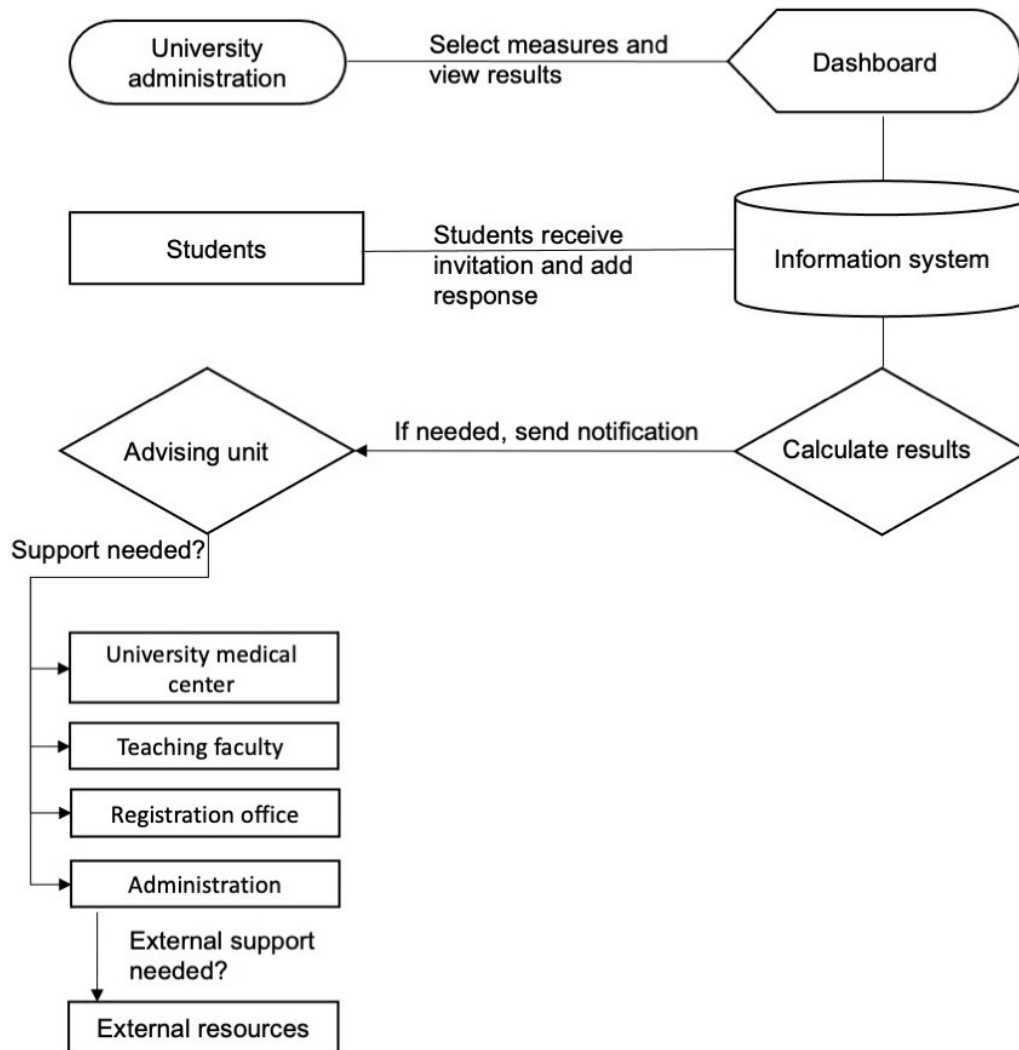 University
administration
Select measures and
view results
Dashboard
Students
Students receive
invitation and add
response
Information system
Advising unit
If needed, send notification
Calculate results
Support needed?
University medical
center
Teaching faculty
Registration office
Administration
External support
needed?
External resources